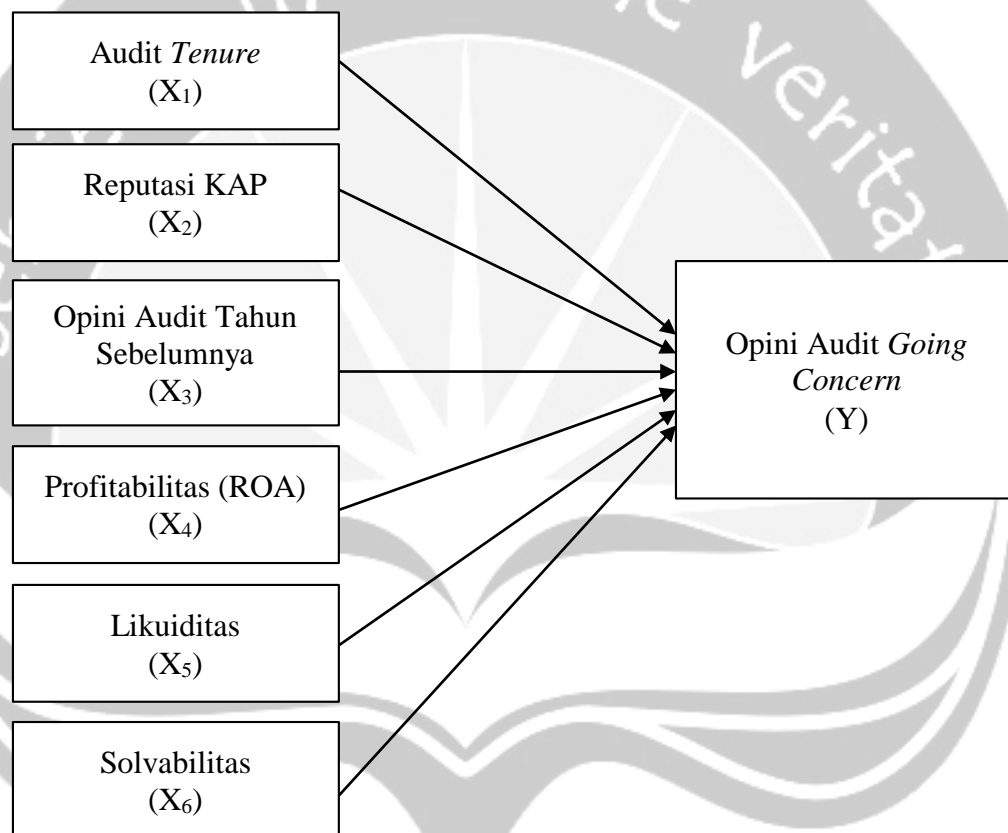 Audit Tenure
(X₁)
Reputasi KAP
(X₂)
Opini Audit Tahun
Sebelumnya
(X₃)
Profitabilitas (ROA)
(X₄)
Likuiditas
(X₅)
Solvabilitas
(X₆)
Opini Audit Going
Concern
(Y)